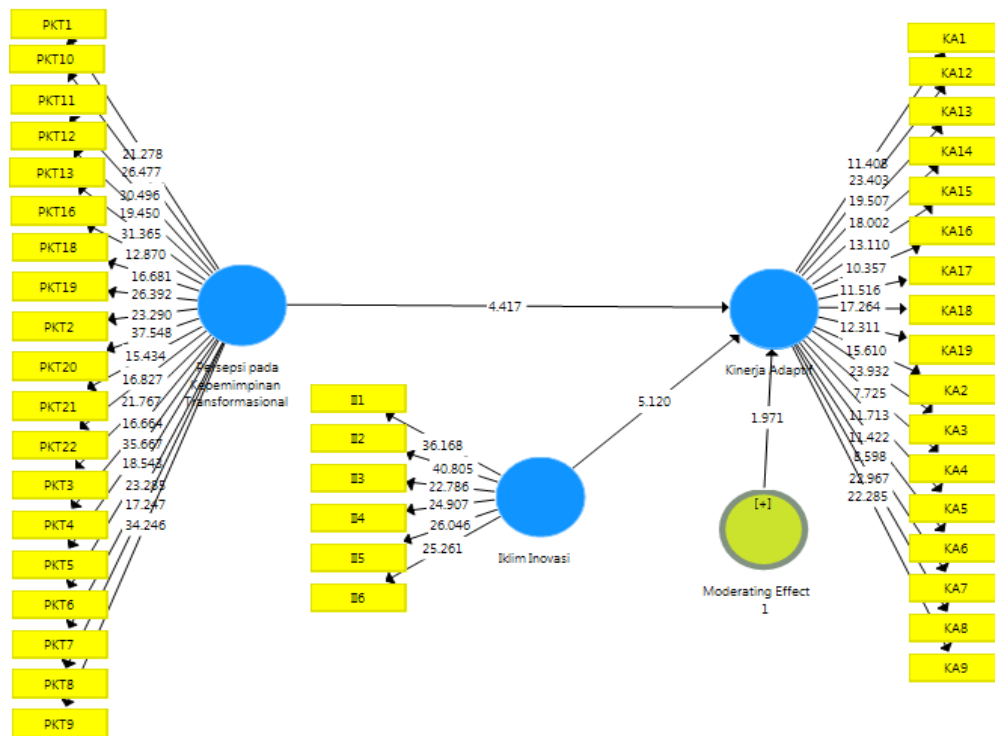 PKT1
PKT10
PKT11
PKT12
PKT13
PKT16
PKT18
PKT19
PKT2
PKT20
PKT21
PKT22
PKT3
PKT4
PKT5
PKT6
PKT7
PKT8
PKT9
21.278
26.477
30.496
19.450
31.365
12.870
16.681
26.392
23.290
37.548
15.434
16.827
21.767
16.664
35.667
18.543
23.285
17.247
34.246
Persepsi pada
Kepemimpinan
Transformasional
4.417
II1
II2
II3
II4
II5
II6
36.168
40.805
22.786
24.907
26.046
25.261
Iklim Inovasi
5.120
1.971
[+]
Moderating Effect
1
Kinerja Adaptif
11.408
23.403
19.507
18.002
13.110
10.357
11.516
17.264
12.311
15.610
23.932
7.725
11.713
11.422
8.598
22.967
22.285
KA1
KA12
KA13
KA14
KA15
KA16
KA17
KA18
KA19
KA2
KA3
KA4
KA5
KA6
KA7
KA8
KA9